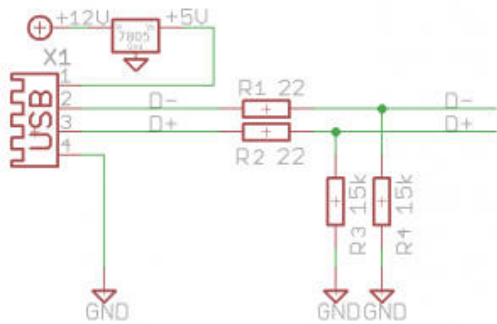 +12V
+5V
7805
X1
1
2
3
4
USB
D-
D+
R1 22
R2 22
D-
D+
R3 15k
R4 15k
GND
GND
GND